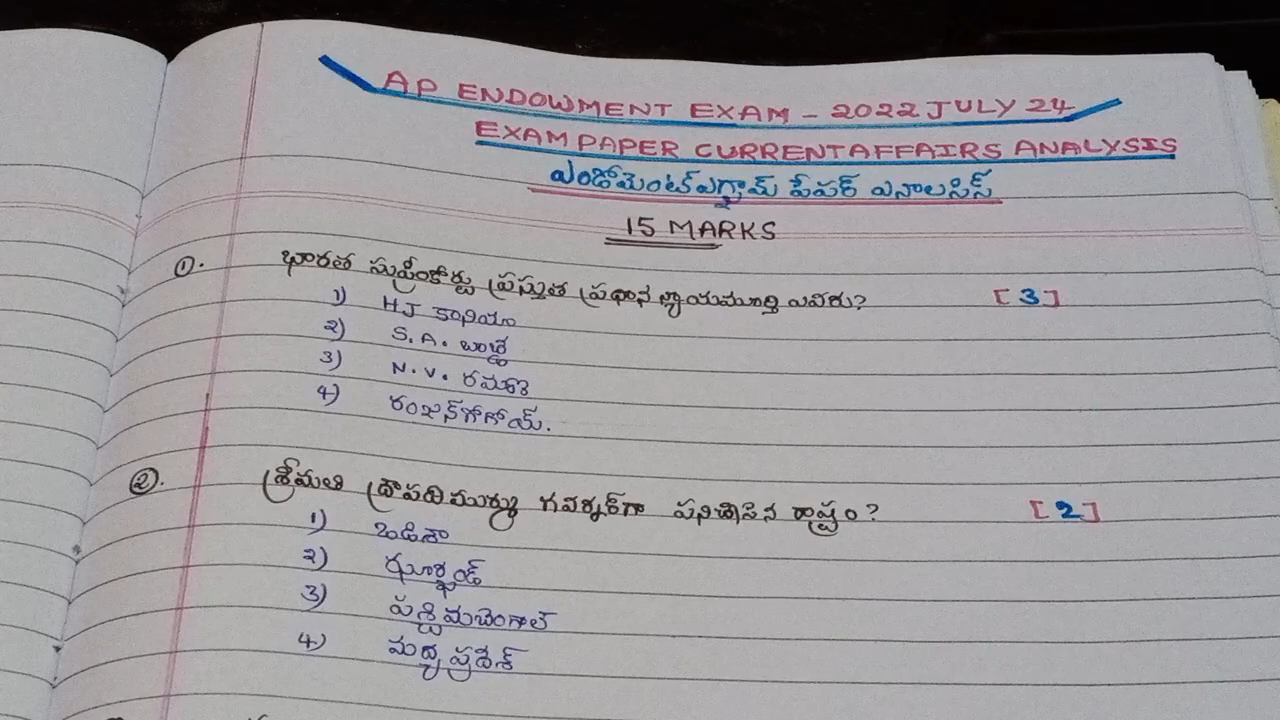 AP ENDOWMENT EXAM - 2022 JULY 24
EXAM PAPER CURRENT AFFAIRS ANALYSIS
ఎండోమెంట్ ఎగ్జామ్ పేపర్ ఎనాలసిస్
15 MARKS
①. భారత సుప్రీంకోర్టు ప్రస్తుత ప్రధాన న్యాయమూర్తి ఎవరు? [3]
1) HJ కానియా
2) S.A. బాబ్డే
3) N.V. రమణ
4) రంజన్ గోగోయ్.
②. శ్రీమతి ద్రౌపది ముర్ము గవర్నర్‌గా పనిచేసిన రాష్ట్రం? [2]
1) ఒడిశా
2) ఝార్ఖండ్
3) పశ్చిమబెంగాల్
4) మధ్యప్రదేశ్